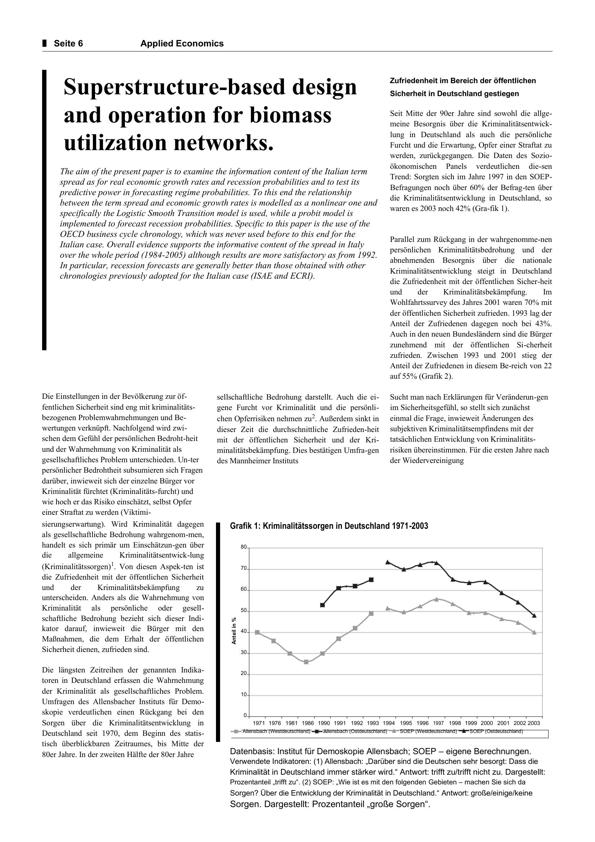 Seite 6
Applied Economics
Superstructure-based design
and operation for biomass
utilization networks.
The aim of the present paper is to examine the information content of the Italian term
spread as for real economic growth rates and recession probabilities and to test its
predictive power in forecasting regime probabilities. To this end the relationship
between the term spread and economic growth rates is modelled as a nonlinear one and
specifically the Logistic Smooth Transition model is used, while a probit model is
implemented to forecast recession probabilities. Specific to this paper is the use of the
OECD business cycle chronology, which was never used before to this end for the
Italian case. Overall evidence supports the informative content of the spread in Italy
over the whole period (1984-2005) although results are more satisfactory as from 1992.
In particular, recession forecasts are generally better than those obtained with other
chronologies previously adopted for the Italian case (ISAE and ECRI).
Zufriedenheit im Bereich der öffentlichen
Sicherheit in Deutschland gestiegen
Seit Mitte der 90er Jahre sind sowohl die allge-
meine Besorgnis über die Kriminalitätsentwick-
lung in Deutschland als auch die persönliche
Furcht und die Erwartung, Opfer einer Straftat zu
werden, zurückgegangen. Die Daten des Sozio-
ökonomischen Panels verdeutlichen die-sen
Trend: Sorgten sich im Jahre 1997 in den SOEP-
Befragungen noch über 60% der Befrag-ten über
die Kriminalitätsentwicklung in Deutschland, so
waren es 2003 noch 42% (Gra-fik 1).
Parallel zum Rückgang in der wahrgenomme-nen
persönlichen Kriminalitätsbedrohung und der
abnehmenden Besorgnis über die nationale
Kriminalitätsentwicklung steigt in Deutschland
die Zufriedenheit mit der öffentlichen Sicher-heit
und der Kriminalitätsbekämpfung. Im
Wohlfahrtssurvey des Jahres 2001 waren 70% mit
der öffentlichen Sicherheit zufrieden. 1993 lag der
Anteil der Zufriedenen dagegen noch bei 43%.
Auch in den neuen Bundesländern sind die Bürger
zunehmend mit der öffentlichen Si-cherheit
zufrieden. Zwischen 1993 und 2001 stieg der
Anteil der Zufriedenen in diesem Be-reich von 22
auf 55% (Grafik 2).
Die Einstellungen in der Bevölkerung zur öf-
fentlichen Sicherheit sind eng mit kriminalitäts-
bezogenen Problemwahrnehmungen und Be-
wertungen verknüpft. Nachfolgend wird zwi-
schen dem Gefühl der persönlichen Bedroht-heit
und der Wahrnehmung von Kriminalität als
gesellschaftliches Problem unterschieden. Un-ter
persönlicher Bedrohtheit subsumieren sich Fragen
darüber, inwieweit sich der einzelne Bürger vor
Kriminalität fürchtet (Kriminalitäts-furcht) und
wie hoch er das Risiko einschätzt, selbst Opfer
einer Straftat zu werden (Viktimi-
sierungserwartung). Wird Kriminalität dagegen
als gesellschaftliche Bedrohung wahrgenom-men,
handelt es sich primär um Einschätzun-gen über
die allgemeine Kriminalitätsentwick-lung
(Kriminalitätssorgen)1. Von diesen Aspek-ten ist
die Zufriedenheit mit der öffentlichen Sicherheit
und der Kriminalitätsbekämpfung zu
unterscheiden. Anders als die Wahrnehmung von
Kriminalität als persönliche oder gesell-
schaftliche Bedrohung bezieht sich dieser Indi-
kator darauf, inwieweit die Bürger mit den
Maßnahmen, die dem Erhalt der öffentlichen
Sicherheit dienen, zufrieden sind.
Die längsten Zeitreihen der genannten Indika-
toren in Deutschland erfassen die Wahrnehmung
der Kriminalität als gesellschaftliches Problem.
Umfragen des Allensbacher Instituts für Demo-
skopie verdeutlichen einen Rückgang bei den
Sorgen über die Kriminalitätsentwicklung in
Deutschland seit 1970, dem Beginn des statis-
tisch überblickbaren Zeitraumes, bis Mitte der
80er Jahre. In der zweiten Hälfte der 80er Jahre
sellschaftliche Bedrohung darstellt. Auch die ei-
gene Furcht vor Kriminalität und die persönli-
chen Opferrisiken nehmen zu2. Außerdem sinkt in
dieser Zeit die durchschnittliche Zufrieden-heit
mit der öffentlichen Sicherheit und der Kri-
minalitätsbekämpfung. Dies bestätigen Umfra-gen
des Mannheimer Instituts
Sucht man nach Erklärungen für Veränderun-gen
im Sicherheitsgefühl, so stellt sich zunächst
einmal die Frage, inwieweit Änderungen des
subjektiven Kriminalitätsempfindens mit der
tatsächlichen Entwicklung von Kriminalitäts-
risiken übereinstimmen. Für die ersten Jahre nach
der Wiedervereinigung
Grafik 1: Kriminalitätssorgen in Deutschland 1971-2003
80
70
60
50
40
30
20
10
0
Anteil in %
1971 1976 1981 1986 1990 1991 1992 1993 1994 1995 1996 1997 1998 1999 2000 2001 2002 2003
Allensbach (Westdeutschland) Allensbach (Ostdeutschland) SOEP (Westdeutschland) SOEP (Ostdeutschland)
Datenbasis: Institut für Demoskopie Allensbach; SOEP – eigene Berechnungen.
Verwendete Indikatoren: (1) Allensbach: „Darüber sind die Deutschen sehr besorgt: Dass die
Kriminalität in Deutschland immer stärker wird.“ Antwort: trifft zu/trifft nicht zu. Dargestellt:
Prozentanteil „trifft zu“. (2) SOEP: „Wie ist es mit den folgenden Gebieten – machen Sie sich da
Sorgen? Über die Entwicklung der Kriminalität in Deutschland.“ Antwort: große/einige/keine
Sorgen. Dargestellt: Prozentanteil „große Sorgen“.